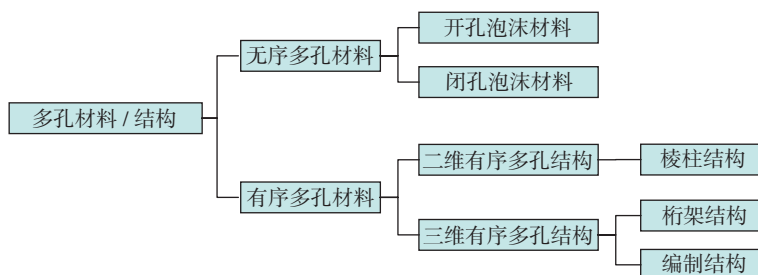 开孔泡沫材料
无序多孔材料
闭孔泡沫材料
多孔材料 / 结构
二维有序多孔结构
棱柱结构
有序多孔材料
桁架结构
三维有序多孔结构
编制结构